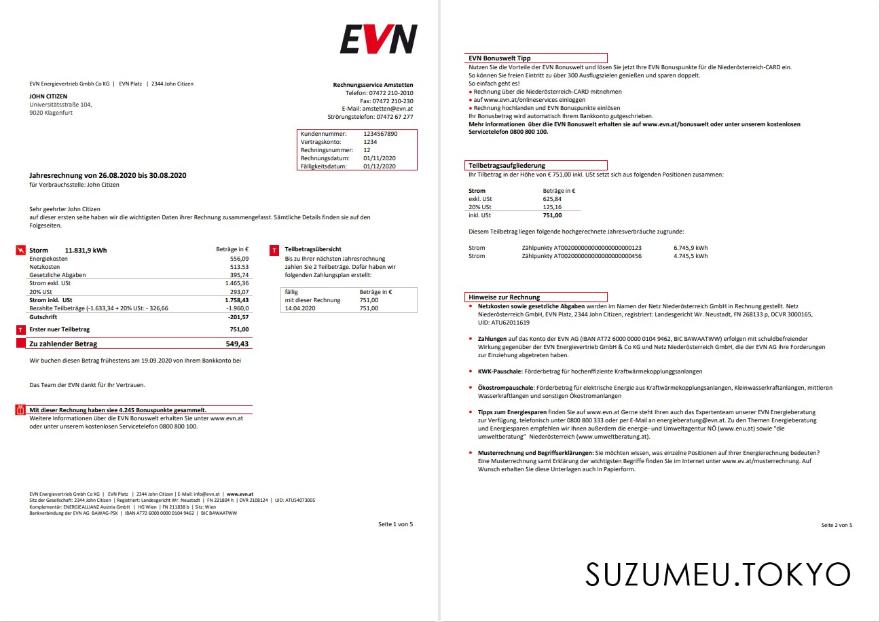 EVN
EVN Energievertrieb GmbH Co KG | EVN Platz | 2344 John Citizen
JOHN CITIZEN
Universitätsstraße 104,
9020 Klagenfurt
Rechnungsservice Amstetten
Telefon: 07472 210-2010
Fax: 07472 210-230
E-Mail: amstetten@evn.at
Strörungstelefon: 07472 67 277
Kundennummer: 1234567890
Vertragskonto: 1234
Rechnungsnummer: 12
Rechnungsdatum: 01/11/2020
Fälligkeitsdatum: 01/12/2020
Jahresrechnung von 26.08.2020 bis 30.08.2020
für Verbrauchsstelle: John Citizen
Sehr geehrter John Citizen
auf dieser ersten seite haben wir die wichtigsten Daten ihrer Rechnung zusammengefasst. Sämtliche Details finden sie auf den
Folgeseiten.
Storm 11.831,9 kWh Beträge in €
Energiekosten 556,09
Netzkosten 513.53
Gesetzliche Abgaben 395,74
Strom exkl. USt 1.465,36
20% USt 293,07
Strom inkl. USt 1.758,43
Bezahlte Teilbeträge (-1.633,34 + 20% USt: - 326,66 -1.960,0
Gutschrift -201,57
T Erster nuer Teilbetrag 751,00
Zu zahlender Betrag 549,43
T Teilbetragsübersicht
Bis zu Ihrer nächsten Jahresrechnung
zahlen Sie 2 Teilbeträge. Dafür haben wir
folgenden Zahlungsplan erstellt:
fällig Beträge in €
mit dieser Rechnung 751,00
14.04.2020 751,00
Wir buchen diesen Betrag frühestens am 19.09.2020 von Ihrem Bankkonto bei
Das Team der EVN dankt für Ihr Vertrauen.
Mit dieser Rechnung haben siee 4.245 Bonuspunkte gesammelt.
Weitere Informationen über die EVN Bonuswelt erhalten Sie unter www.evn.at
oder unter unserem kostenlosen Servicetelefon 0800 800 100.
EVN Energievertrieb GmbH Co KG | EVN Platz | 2344 John Citizen | E-Mail: info@evn.at | www.evn.at
Sitz der Gesellschaft: 2344 John Citizen | Registriert: Landesgericht Wr. Neustadt | FN 221804 h | DVR 2108124 | UID: ATU54073005
Komplementär: ENERGIEALLIANZ Austria GmbH | HG Wien | FN 211838 b | Sitz: Wien
Bankverbindung der EVN AG: BAWAG-PSK | IBAN AT72 6000 0000 0104 9462 | BIC BAWAATWW
Seite 1 von 5
EVN Bonuswelt Tipp
Nutzen Sie die Vorteile der EVN Bonuswelt und lösen Sie jetzt Ihre EVN Bonuspunkte für die Niederösterreich-CARD ein.
So können Sie freien Eintritt zu über 300 Ausflugszielen genießen und sparen doppelt.
So einfach geht es!
● Rechnung über die Niederösterreich-CARD mitnehmen
● auf www.evn.at/onlineservices einloggen
● Rechnung hochlanden und EVN Bonuspunkte einlösen
Ihr Bonusbetrag wird automatisch Ihrem Bankkonto gutgeschrieben.
Mehr Informationen über diie EVN Bonuswelt erhalten sie auf www.evn.at/bonuswelt oder unter unserem kostenlosen
Servicetelefon 0800 800 100.
Teilbetragsaufgliederung
Ihr Tilbetrag in der Höhe von € 751,00 inkl. USt setzt sich aus folgenden Positionen zusammen:
Strom Beträge in €
exkl. USt 625,84
20% USt 125,16
inkl. USt 751,00
Diesem Teilbetrag liegen folgende hochgerechnete Jahresverbräuche zugrunde:
Strom Zählpunkty AT0020000000000000000000123 6.745,9 kWh
Strom Zählpunkty AT0020000000000000000000456 4.745,5 kWh
Hinweise zur Rechnung
● Netzkosten sowie gesetzliche Abgaben warden im Namen der Netz Niederösterreich GmbH in Rechnung gestellt. Netz
Niederösterreich GmbH, EVN Platz, 2344 John Citizen, registriert: Landesgericht Wr. Neustadt, FN 268133 p, DCVR 3000165,
UID: ATU62011619
● Zahlungen auf das Konto der EVN AG (IBAN AT72 6000 0000 0104 9462, BIC BAWAATWW) erfolgen mit schuldbefreiender
Wirkung gegenüber der EVN Energievertrieb GmbH & Co KG und Netz Niederösterreich GmbH, die der EVN AG ihre Forderungen
zur Einziehung abgetreten haben.
● KWK-Pauschale: Förderbetrag für hocheneffiziente Kraftwärmekopplungsanlangen
● Ökostrompauschale: Förderbetrag für elektrische Energie aus Kraftwärmekopplungsanlangen, Kleinwasserkraftanlangen, mittleren
Wasserkraftanlangen und sonstigen Ökostromanlangen
● Tipps zum Energiesparen finden Sie auf www.evn.at Gerne steht Ihren auch das Expertenteam unserer EVN Energieberatung
zur Verfügung, telefonisch unter 0800 800 333 oder per E-Mail an energieberatung@evn.at. Zu den Themen Energieberatung
und Energiesparen empfehlen wir Ihnen außerdem die energie- und Umweltagentur NÖ (www.enu.at) sowie "die
umweltberatung" Niederösterreich (www.umweltberatung.at).
● Musterrechnung und Begriffserklärungen: Sie möchten wissen, was einzelne Positionen auf Ihrer Energierechnung bedeuten?
Eine Musterrechnung samt Erklärung der wichtigsten Begriffe finden Sie im Internet unter www.ev.at/musterrechnung. Auf
Wunsch erhalten Sie diese Unterlagen auch in Papierform.
Seite 2 von 5
SUZUMEU.TOKYO